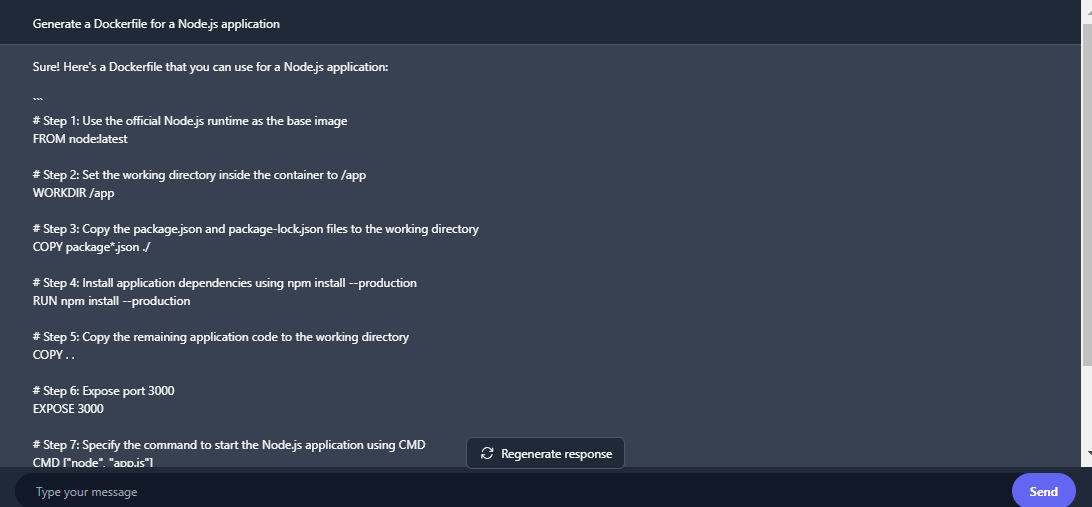 Generate a Dockerfile for a Node.js application
Sure! Here's a Dockerfile that you can use for a Node.js application:
```
# Step 1: Use the official Node.js runtime as the base image
FROM node:latest
# Step 2: Set the working directory inside the container to /app
WORKDIR /app
# Step 3: Copy the package.json and package-lock.json files to the working directory
COPY package*.json ./
# Step 4: Install application dependencies using npm install --production
RUN npm install --production
# Step 5: Copy the remaining application code to the working directory
COPY . .
# Step 6: Expose port 3000
EXPOSE 3000
# Step 7: Specify the command to start the Node.js application using CMD
CMD ["node", "app.js"]
Regenerate response
Type your message
Send